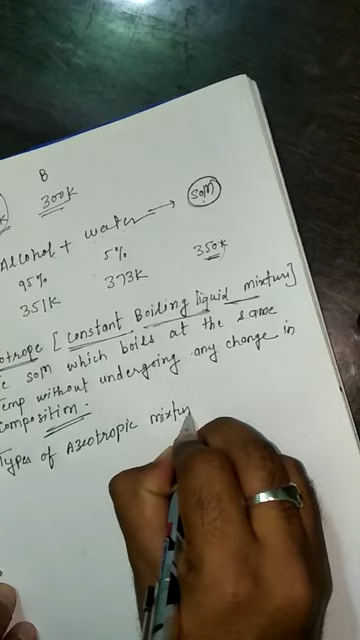 B
300K
Alcohol + water → solⁿ
95% 5% 350K
351K 373K
otrope [Constant Boiling liquid mixture]
solⁿ which boils at the same
Temp without undergoing any change in
composition.
Types of Azeotropic mixtu